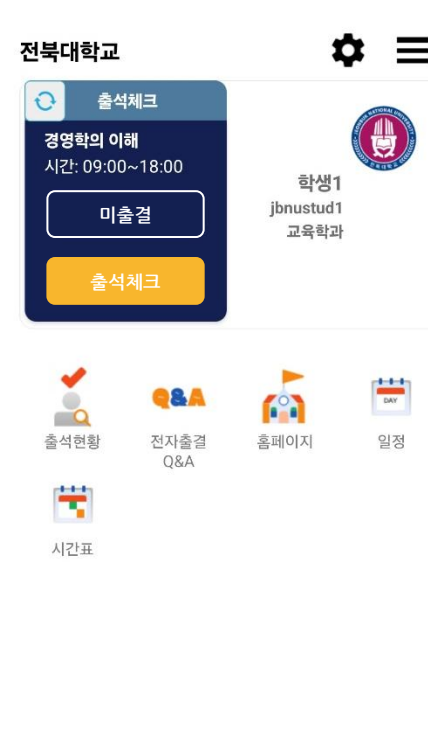 전북대학교
출석체크
경영학의 이해
시간: 09:00~18:00
미출결
출석체크
학생1
jbnustud1
교육학과
출석현황
Q&A
전자출결
Q&A
홈페이지
DAY
일정
시간표